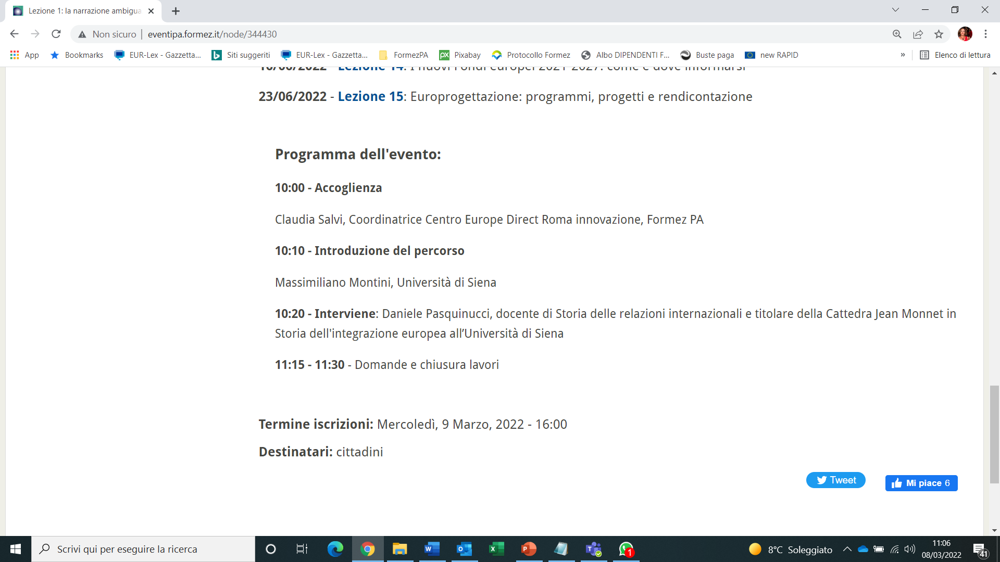 Lezione 1: la narrazione ambigua
Non sicuro | eventipa.formez.it/node/344430
App
Bookmarks
EUR-Lex - Gazzetta...
Siti suggeriti
EUR-Lex - Gazzetta...
FormezPA
px Pixabay
Protocollo Formez
Albo DIPENDENTI F...
Buste paga
new RAPID
»
Elenco di lettura
16/06/2022 - Lezione 14: I nuovi Fondi europei 2021-2027: come e dove informarsi
23/06/2022 - Lezione 15: Europrogettazione: programmi, progetti e rendicontazione
Programma dell'evento:
10:00 - Accoglienza
Claudia Salvi, Coordinatrice Centro Europe Direct Roma innovazione, Formez PA
10:10 - Introduzione del percorso
Massimiliano Montini, Università di Siena
10:20 - Interviene: Daniele Pasquinucci, docente di Storia delle relazioni internazionali e titolare della Cattedra Jean Monnet in
Storia dell'integrazione europea all’Università di Siena
11:15 - 11:30 - Domande e chiusura lavori
Termine iscrizioni: Mercoledì, 9 Marzo, 2022 - 16:00
Destinatari: cittadini
Tweet
Mi piace 6
Scrivi qui per eseguire la ricerca
1
8°C Soleggiato
11:06
08/03/2022
41